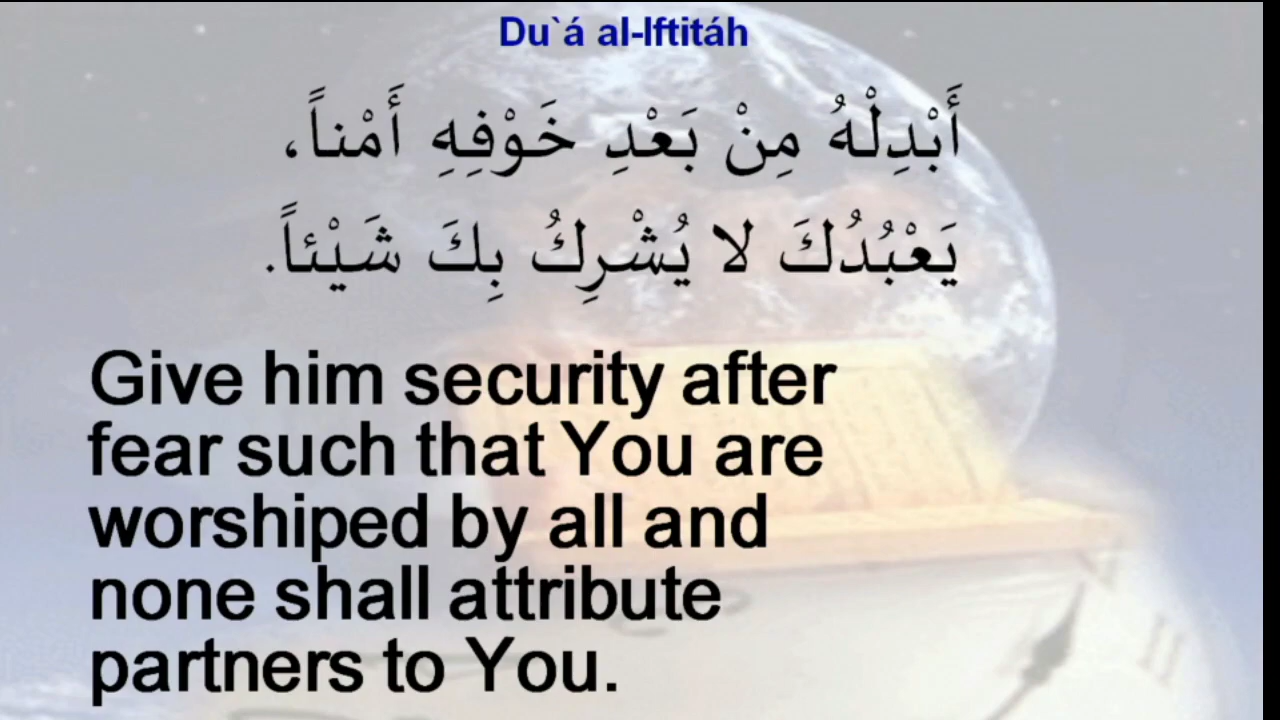 Du`á al-Iftitáh
أَبْدِلْهُ مِنْ بَعْدِ خَوْفِهِ أَمْناً،
يَعْبُدُكَ لا يُشْرِكُ بِكَ شَيْئاً.
Give him security after
fear such that You are
worshiped by all and
none shall attribute
partners to You.